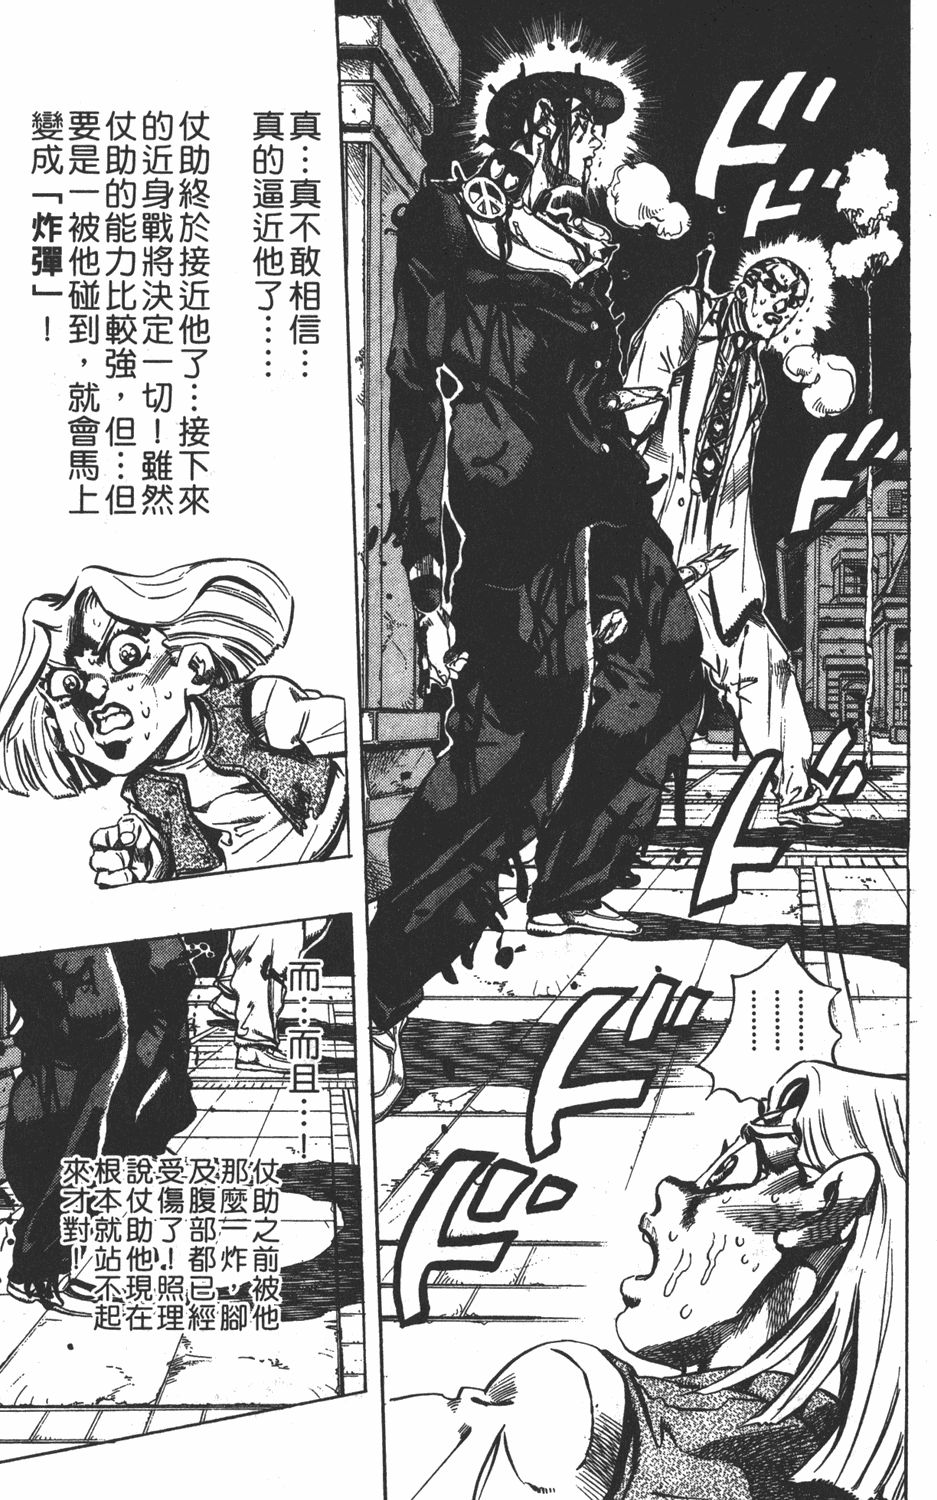 ドド
ド
ドド
ド
ド
………
………
真…真不敢相信…
真的逼近他了……
仗助終於接近他了…接下來
的近身戰將決定一切！雖然
仗助的能力比較強，但…但
要是一被他碰到，就會馬上
變成「炸彈」！
而…而且…！
仗助之前被他
那麼一炸，腳
及腹部都已經
受傷了！照理
說仗助他現在
根本就站不起
來才對！